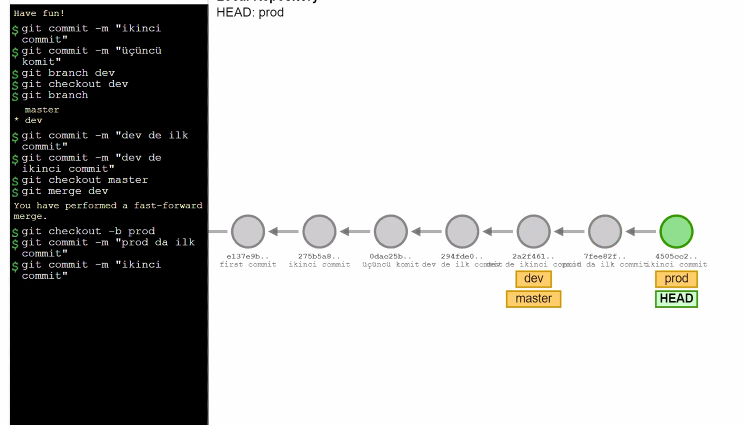 Have fun!
$ git commit -m "ikinci
commit"
$ git commit -m "üçüncü
komit"
$ git branch dev
$ git checkout dev
$ git branch
master
* dev
$ git commit -m "dev de ilk
commit"
$ git commit -m "dev de
ikinci commit"
$ git checkout master
$ git merge dev
You have performed a fast-forward
merge.
$ git checkout -b prod
$ git commit -m "prod da ilk
commit"
$ git commit -m "ikinci
commit"
Local Repository
HEAD: prod
e137e9b..
first commit
275b5a8..
ikinci commit
0dac25b..
üçüncü komit
294fde0..
dev de ilk commit
2a2f461..
dev de ikinci commit
7fee82f..
prod da ilk commit
4505cc2..
ikinci commit
dev
master
prod
HEAD